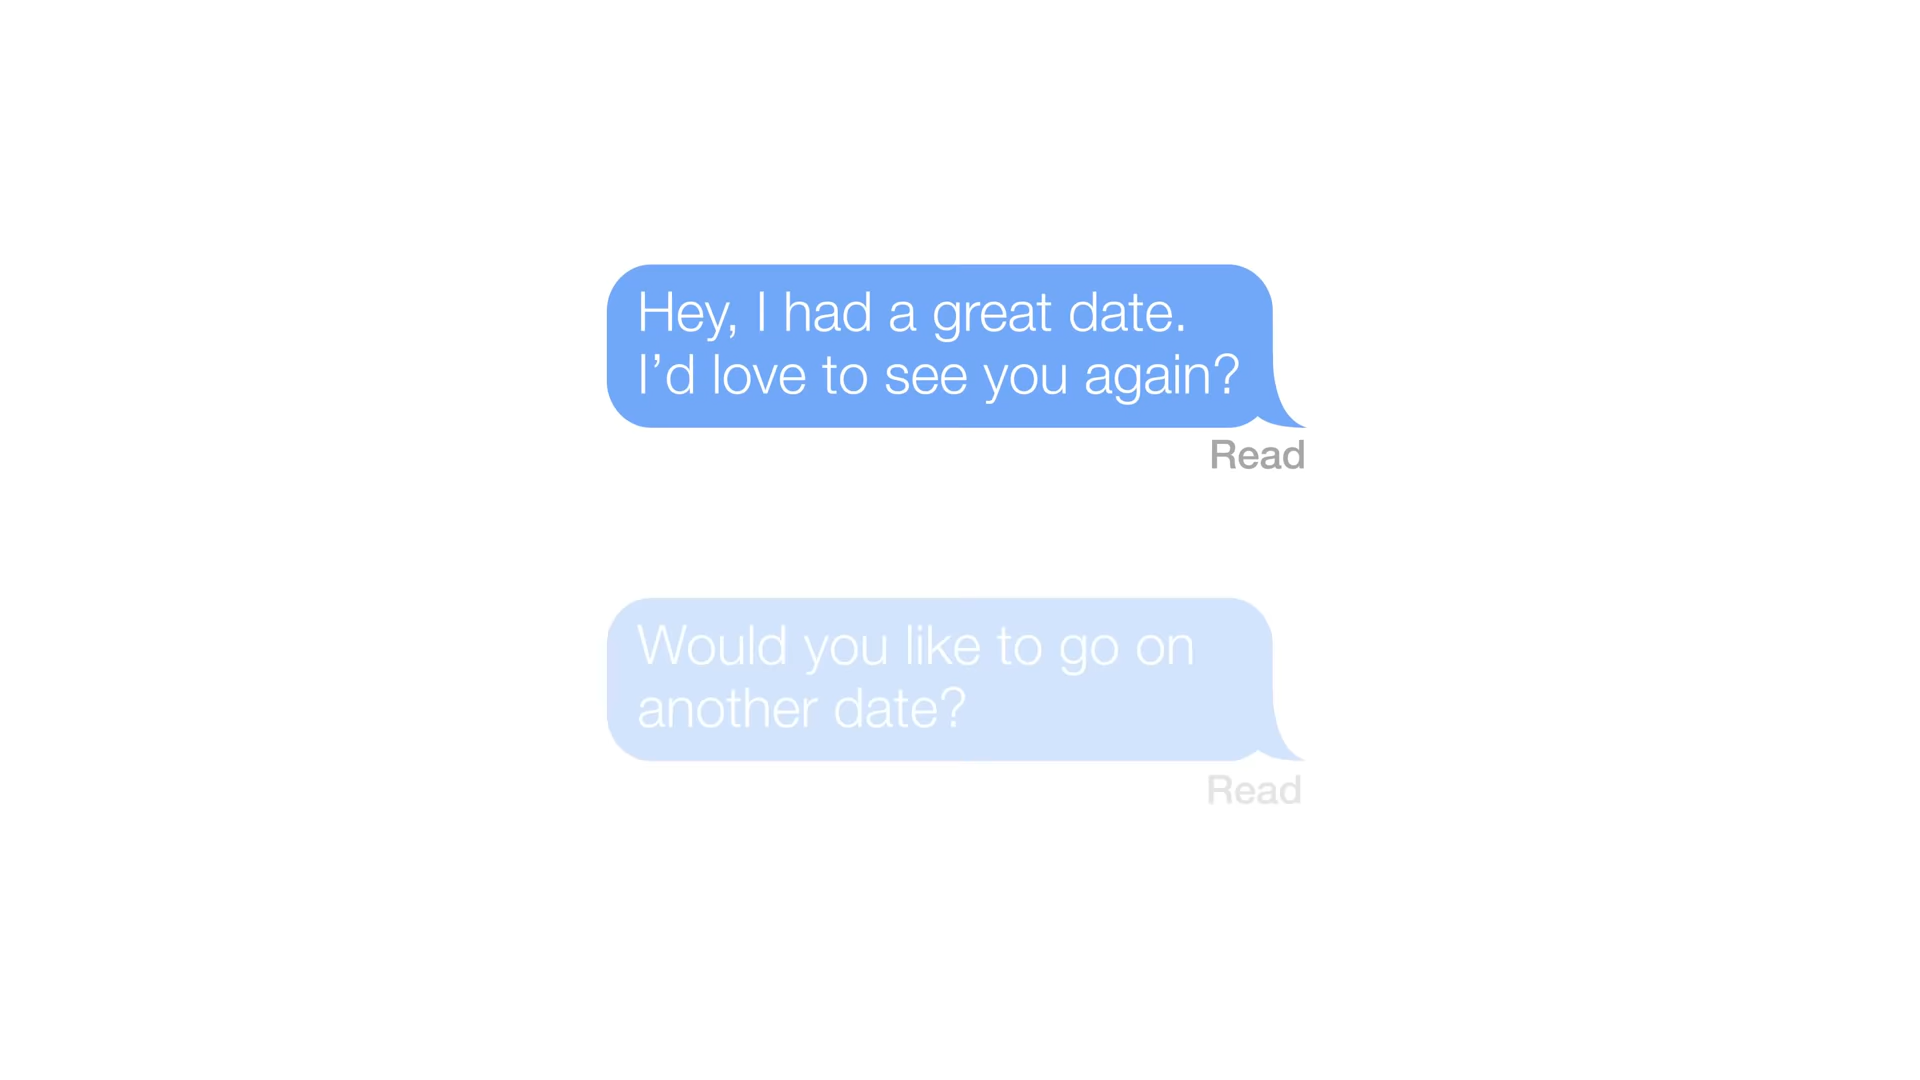 Hey, I had a great date.
I’d love to see you again?
Read
Would you like to go on
another date?
Read